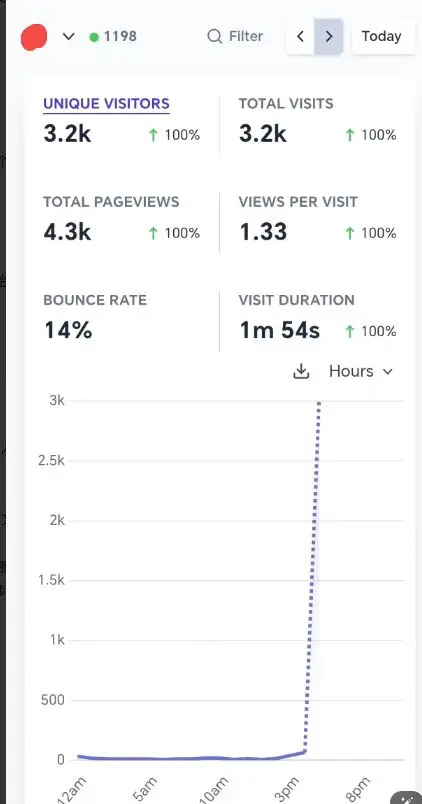 1198 Filter Today
UNIQUE VISITORS TOTAL VISITS
3.2k ↑ 100% 3.2k ↑ 100%
TOTAL PAGEVIEWS VIEWS PER VISIT
4.3k ↑ 100% 1.33 ↑ 100%
BOUNCE RATE VISIT DURATION
14% 1m 54s ↑ 100%
Hours
3k
2.5k
2k
1.5k
1k
500
0
12am 5am 10am 3pm 8pm